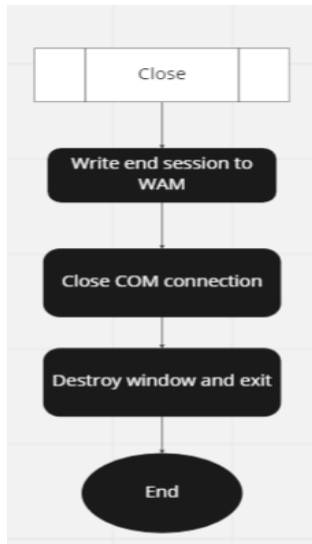 Close
Write end session to
WAM
Close COM connection
Destroy window and exit
End